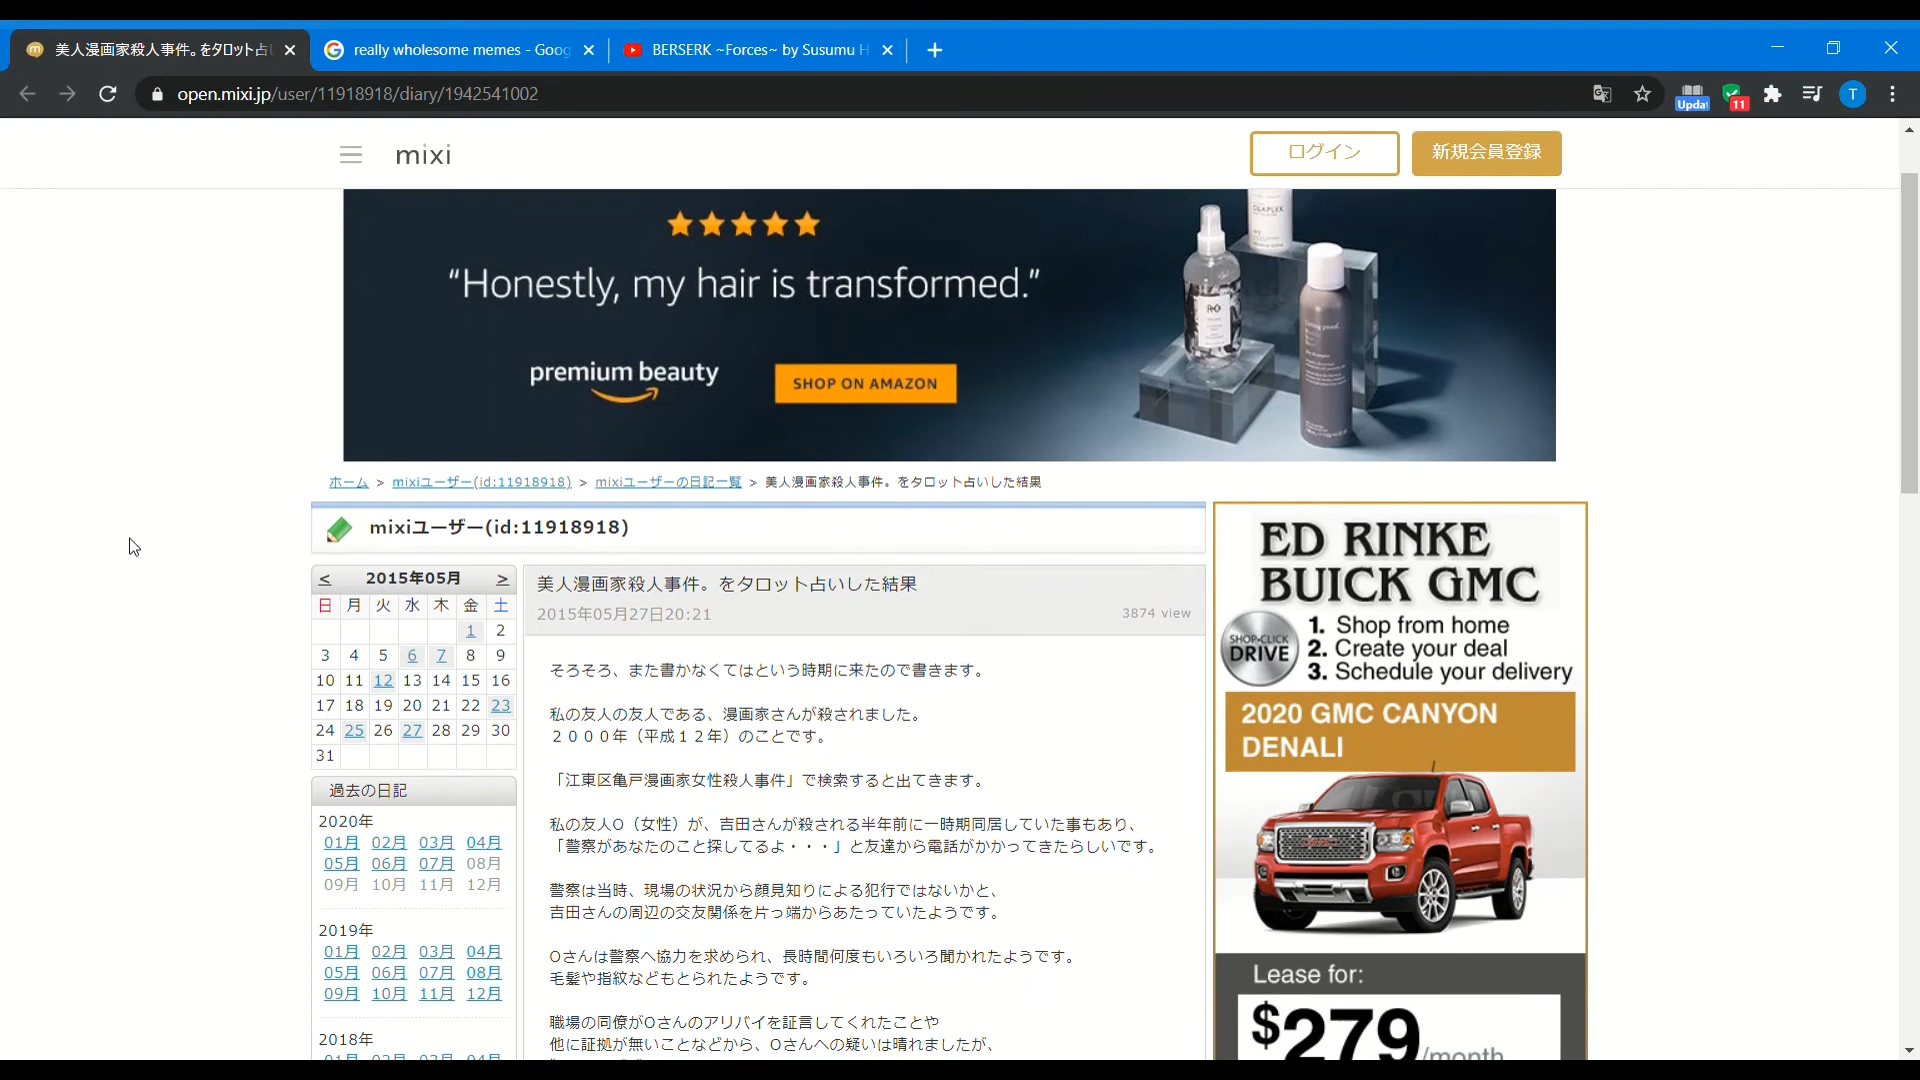 美人漫画家殺人事件。をタロット占い
really wholesome memes - Goog
BERSERK ~Forces~ by Susumu H
open.mixi.jp/user/11918918/diary/1942541002
Updat
11
T
mixi
ログイン
新規会員登録
“Honestly, my hair is transformed.”
premium beauty
SHOP ON AMAZON
OLAPLEX
R+Co
living proof.
ホーム > mixiユーザー(id:11918918) > mixiユーザーの日記一覧 > 美人漫画家殺人事件。をタロット占いした結果
mixiユーザー(id:11918918)
< 2015年05月 >
日 月 火 水 木 金 土
1 2
3 4 5 6 7 8 9
10 11 12 13 14 15 16
17 18 19 20 21 22 23
24 25 26 27 28 29 30
31
過去の日記
2020年
01月 02月 03月 04月
05月 06月 07月 08月
09月 10月 11月 12月
2019年
01月 02月 03月 04月
05月 06月 07月 08月
09月 10月 11月 12月
2018年
01月 02月 03月 04月
美人漫画家殺人事件。をタロット占いした結果
2015年05月27日20:21
3874 view
そろそろ、また書かなくてはという時期に来たので書きます。
私の友人の友人である、漫画家さんが殺されました。
２０００年（平成１２年）のことです。
「江東区亀戸漫画家女性殺人事件」で検索すると出てきます。
私の友人O（女性）が、吉田さんが殺される半年前に一時期同居していた事もあり、
「警察があなたのこと探してるよ・・・」と友達から電話がかかってきたらしいです。
警察は当時、現場の状況から顔見知りによる犯行ではないかと、
吉田さんの周辺の交友関係を片っ端からあたっていたようです。
Oさんは警察へ協力を求められ、長時間何度もいろいろ聞かれたようです。
毛髪や指紋などもとられたようです。
職場の同僚がOさんのアリバイを証言してくれたことや
他に証拠が無いことなどから、Oさんへの疑いは晴れましたが、
ED RINKE
BUICK GMC
SHOP•CLICK
DRIVE
1. Shop from home
2. Create your deal
3. Schedule your delivery
2020 GMC CANYON
DENALI
GMC
Lease for:
$279/month